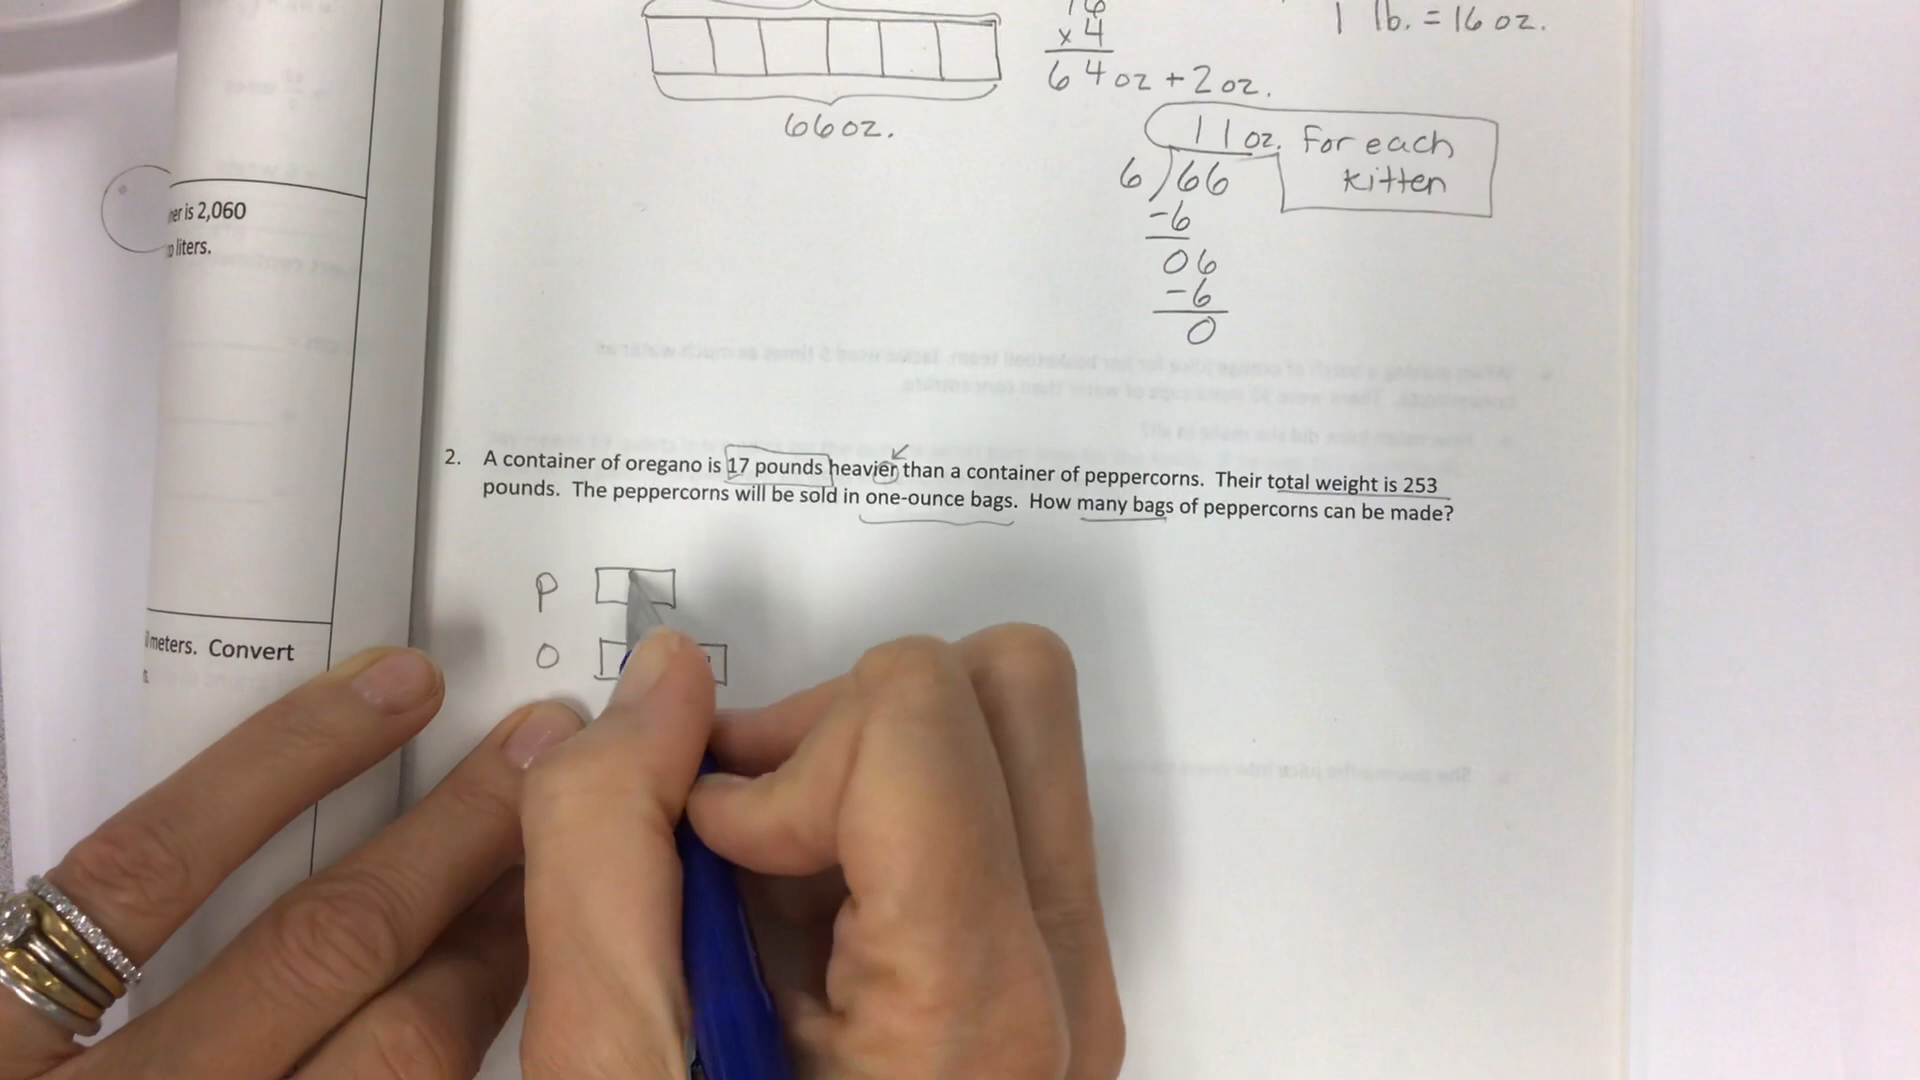 16
x 4
64 oz + 2 oz.
1 lb. = 16 oz.
66 oz.
11 oz. For each
kitten
6)66
-6
06
-6
0
is 2,060
liters.
2. A container of oregano is 17 pounds heavier than a container of peppercorns. Their total weight is 253
pounds. The peppercorns will be sold in one-ounce bags. How many bags of peppercorns can be made?
P
O
meters. Convert